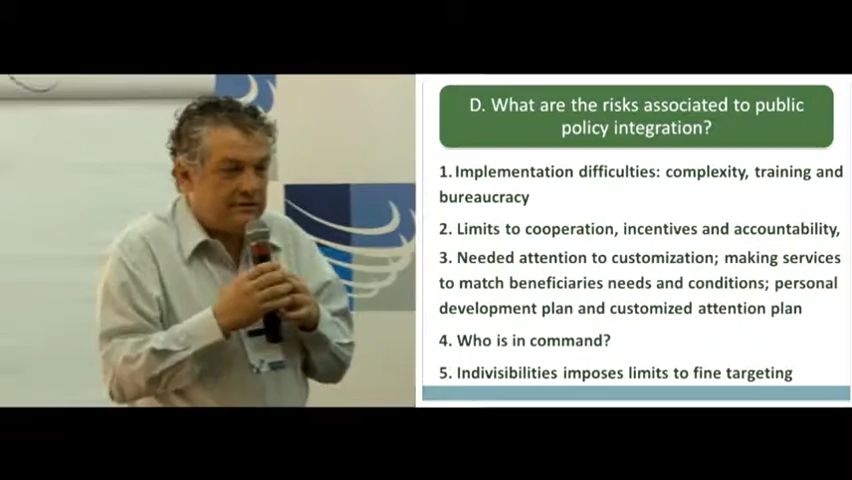 D. What are the risks associated to public
policy integration?
1. Implementation difficulties: complexity, training and
bureaucracy
2. Limits to cooperation, incentives and accountability,
3. Needed attention to customization; making services
to match beneficiaries needs and conditions; personal
development plan and customized attention plan
4. Who is in command?
5. Indivisibilities imposes limits to fine targeting